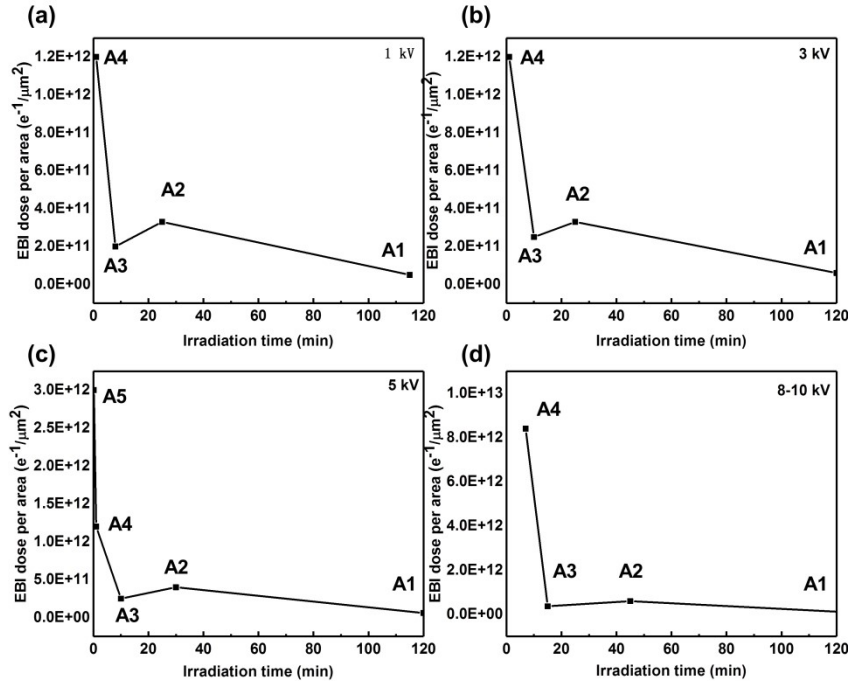 (a)
1 kV
EBI dose per area (e⁻¹/μm²)
1.2E+12
1.0E+12
8.0E+11
6.0E+11
4.0E+11
2.0E+11
0.0E+00
A4
A3
A2
A1
0 20 40 60 80 100 120
Irradiation time (min)
(b)
3 kV
EBI dose per area (e⁻¹/μm²)
1.2E+12
1.0E+12
8.0E+11
6.0E+11
4.0E+11
2.0E+11
0.0E+00
A4
A3
A2
A1
0 20 40 60 80 100 120
Irradiation time (min)
(c)
5 kV
EBI dose per area (e⁻¹/μm²)
3.0E+12
2.5E+12
2.0E+12
1.5E+12
1.0E+12
5.0E+11
0.0E+00
A5
A4
A3
A2
A1
0 20 40 60 80 100 120
Irradiation time (min)
(d)
8-10 kV
EBI dose per area (e⁻¹/μm²)
1.0E+13
8.0E+12
6.0E+12
4.0E+12
2.0E+12
0.0E+00
A4
A3
A2
A1
0 20 40 60 80 100 120
Irradiation time (min)